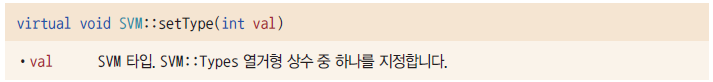 virtual void SVM::setType(int val)
• val SVM 타입. SVM::Types 열거형 상수 중 하나를 지정합니다.